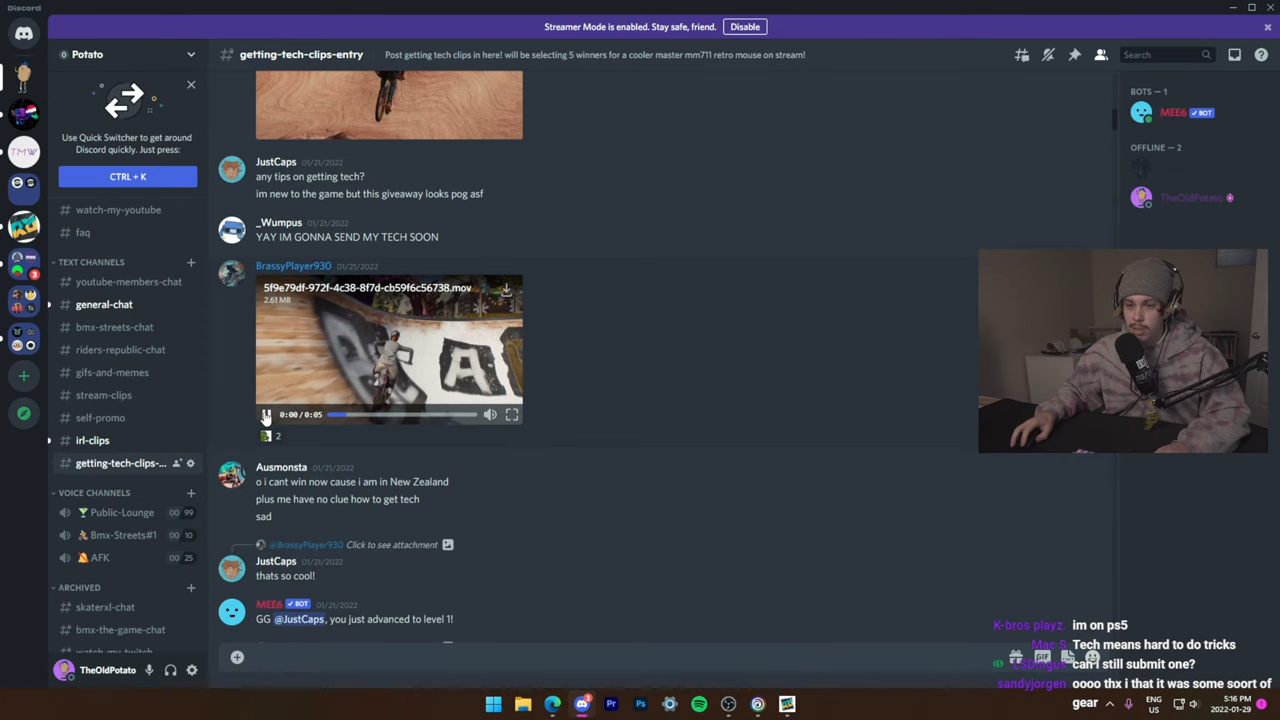 Discord
Streamer Mode is enabled. Stay safe, friend.
Disable
Potato
getting-tech-clips-entry
Post getting tech clips in here! will be selecting 5 winners for a cooler master mm711 retro mouse on stream!
Search
Use Quick Switcher to get around
Discord quickly. Just press:
CTRL + K
watch-my-youtube
faq
TEXT CHANNELS
youtube-members-chat
general-chat
bmx-streets-chat
riders-republic-chat
gifs-and-memes
stream-clips
self-promo
irl-clips
getting-tech-clips-...
VOICE CHANNELS
Public-Lounge 00 99
Bmx-Streets#1 00 10
AFK 00 25
ARCHIVED
skaterxl-chat
bmx-the-game-chat
watch-my-twitch
TheOldPotato
TMW
3
JustCaps 01/21/2022
any tips on getting tech?
im new to the game but this giveaway looks pog asf
_Wumpus 01/21/2022
YAY IM GONNA SEND MY TECH SOON
BrassyPlayer930 01/21/2022
5f9e79df-972f-4c38-8f7d-cb59f6c56738.mov
2.61 MB
0:00/0:05
2
Ausmonsta 01/21/2022
o i cant win now cause i am in New Zealand
plus me have no clue how to get tech
sad
@BrassyPlayer930 Click to see attachment
JustCaps 01/21/2022
thats so cool!
MEE6 BOT 01/21/2022
GG @JustCaps, you just advanced to level 1!
BOTS — 1
MEE6 BOT
OFFLINE — 2
TheOldPotato
K-bros playz_ im on ps5
Mac S Tech means hard to do tricks
can i still submit one?
sandyjorgen oooo thx i that it was some soort of
gear
GIF
Pr
Ps
3
ENG
US
5:16 PM
2022-01-29
1